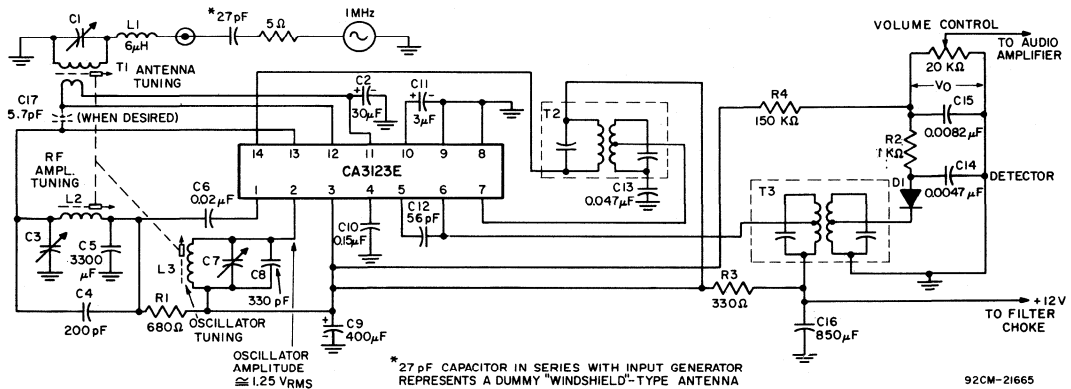 C1
L1
6μH
*27pF
5Ω
1MHz
VOLUME CONTROL
TO AUDIO
AMPLIFIER
20 KΩ
T1
ANTENNA
TUNING
C17
5.7pF
(WHEN DESIRED)
C2
+ -
30μF
C11
+ -
3μF
T2
R4
150 KΩ
VO
C15
0.0082μF
R2
1KΩ
C14
0.0047μF
DETECTOR
D1
14 13 12 11 10 9 8
CA3123E
1 2 3 4 5 6 7
RF
AMPL.
TUNING
L2
C6
0.02μF
C13
0.047μF
T3
C12
56pF
C10
0.15μF
C3
C5
3300
μF
L3
C7
C8
330 pF
C4
200pF
R1
680Ω
OSCILLATOR
TUNING
R3
330Ω
+
-
C9
400μF
C16
850μF
+12V
TO FILTER
CHOKE
OSCILLATOR
AMPLITUDE
≅1.25 VRMS
*27 pF CAPACITOR IN SERIES WITH INPUT GENERATOR
REPRESENTS A DUMMY "WINDSHIELD"-TYPE ANTENNA
92CM-21665